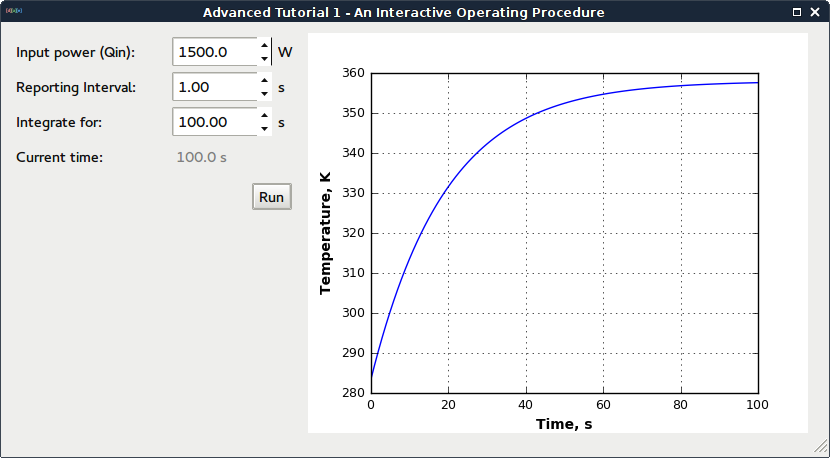 Advanced Tutorial 1 - An Interactive Operating Procedure
Input power (Qin): 1500.0 W
Reporting Interval: 1.00 s
Integrate for: 100.00 s
Current time: 100.0 s
Run
360
350
340
330
320
310
300
290
280
Temperature, K
0 20 40 60 80 100
Time, s